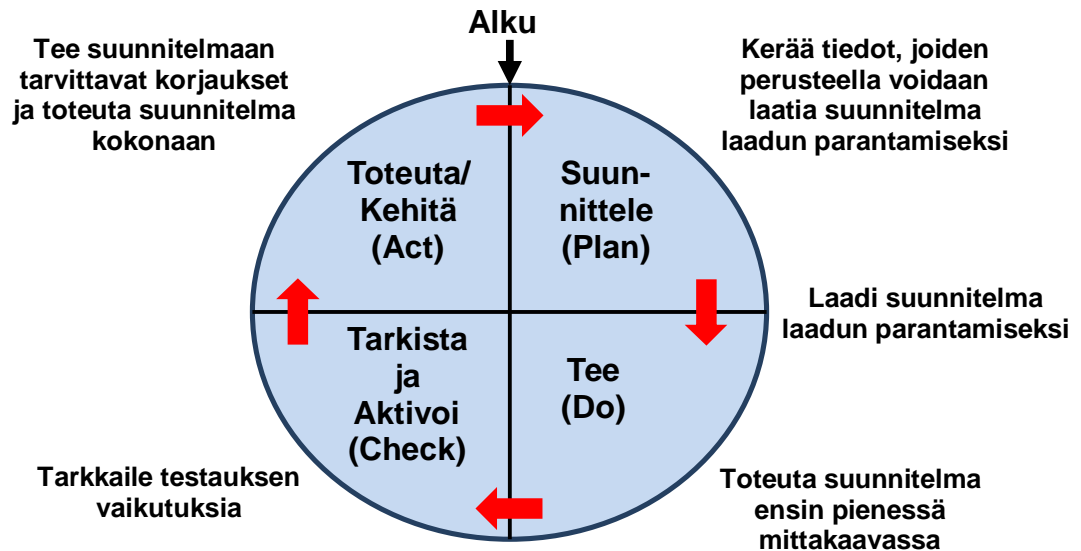 Alku
Tee suunnitelmaan
tarvittavat korjaukset
ja toteuta suunnitelma
kokonaan
Kerää tiedot, joiden
perusteella voidaan
laatia suunnitelma
laadun parantamiseksi
Toteuta/
Kehitä
(Act)
Suun-
nittele
(Plan)
Laadi suunnitelma
laadun parantamiseksi
Tarkista
ja
Aktivoi
(Check)
Tee
(Do)
Tarkkaile testauksen
vaikutuksia
Toteuta suunnitelma
ensin pienessä
mittakaavassa